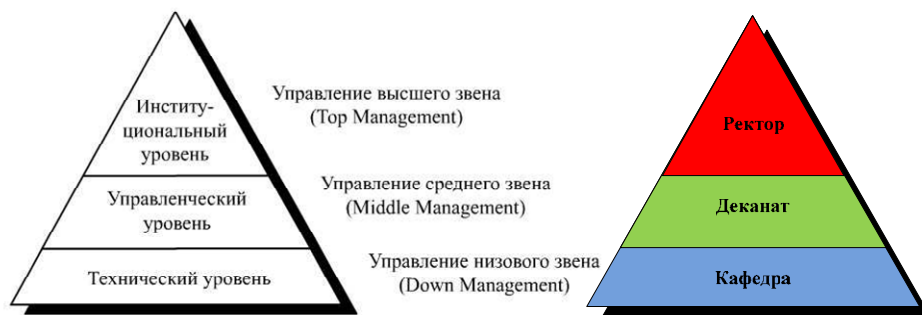 Институ-
циональный
уровень
Управление высшего звена
(Top Management)
Управленческий
уровень
Управление среднего звена
(Middle Management)
Технический уровень
Управление низового звена
(Down Management)
Ректор
Деканат
Кафедра